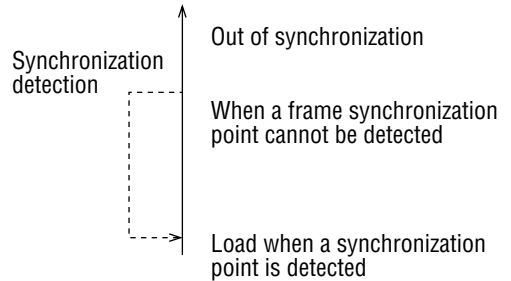 Out of synchronization
Synchronization
detection
When a frame synchronization
point cannot be detected
Load when a synchronization
point is detected